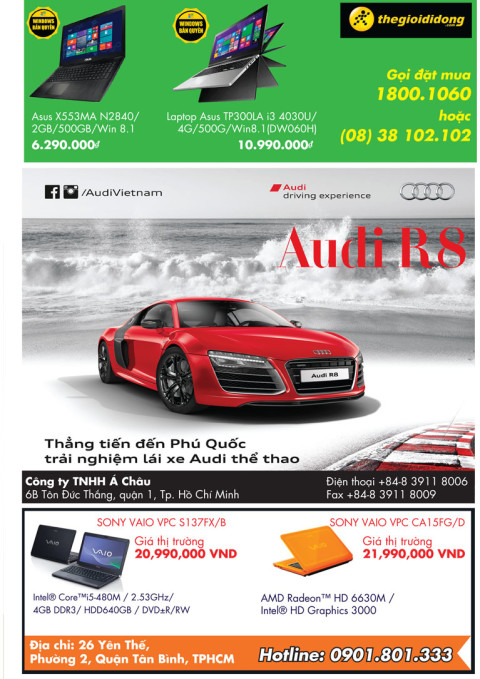 WINDOWS
BẢN QUYỀN
WINDOWS
BẢN QUYỀN
thegioididong
.com
Asus X553MA N2840/
2GB/500GB/Win 8.1
6.290.000₫
Laptop Asus TP300LA i3 4030U/
4G/500G/Win8.1(DW060H)
10.990.000₫
Gọi đặt mua
1800.1060
hoặc
(08) 38 102.102
/AudiVietnam
Audi
driving experience
Audi R8
Audi R8
Thẳng tiến đến Phú Quốc
trải nghiệm lái xe Audi thể thao
Công ty TNHH Á Châu
6B Tôn Đức Thắng, quận 1, Tp. Hồ Chí Minh
Điện thoại +84-8 3911 8006
Fax +84-8 3911 8009
SONY VAIO VPC S137FX/B
Giá thị trường
20,990,000 VND
VAIO
Intel® Core™i5-480M / 2.53GHz/
4GB DDR3/ HDD640GB / DVD±R/RW
SONY VAIO VPC CA15FG/D
Giá thị trường
21,990,000 VND
VAIO
AMD Radeon™ HD 6630M /
Intel® HD Graphics 3000
Địa chỉ: 26 Yên Thế,
Phường 2, Quận Tân Bình, TPHCM
Hotline: 0901.801.333